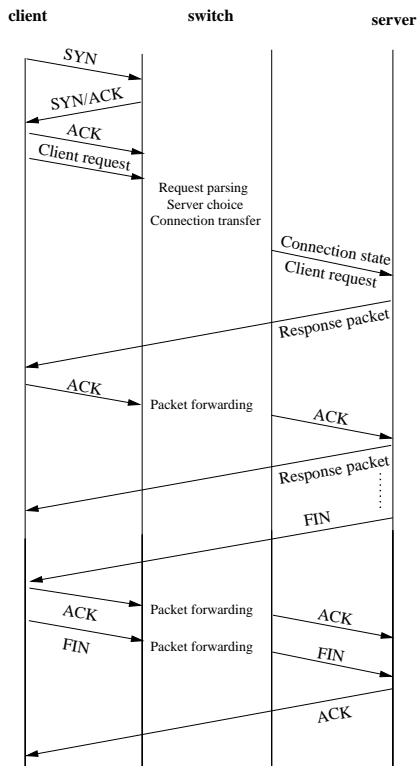 client
switch
server
SYN
SYN/ACK
ACK
Client request
Request parsing
Server choice
Connection transfer
Connection state
Client request
Response packet
ACK
Packet forwarding
ACK
Response packet
FIN
ACK
Packet forwarding
ACK
FIN
Packet forwarding
FIN
ACK